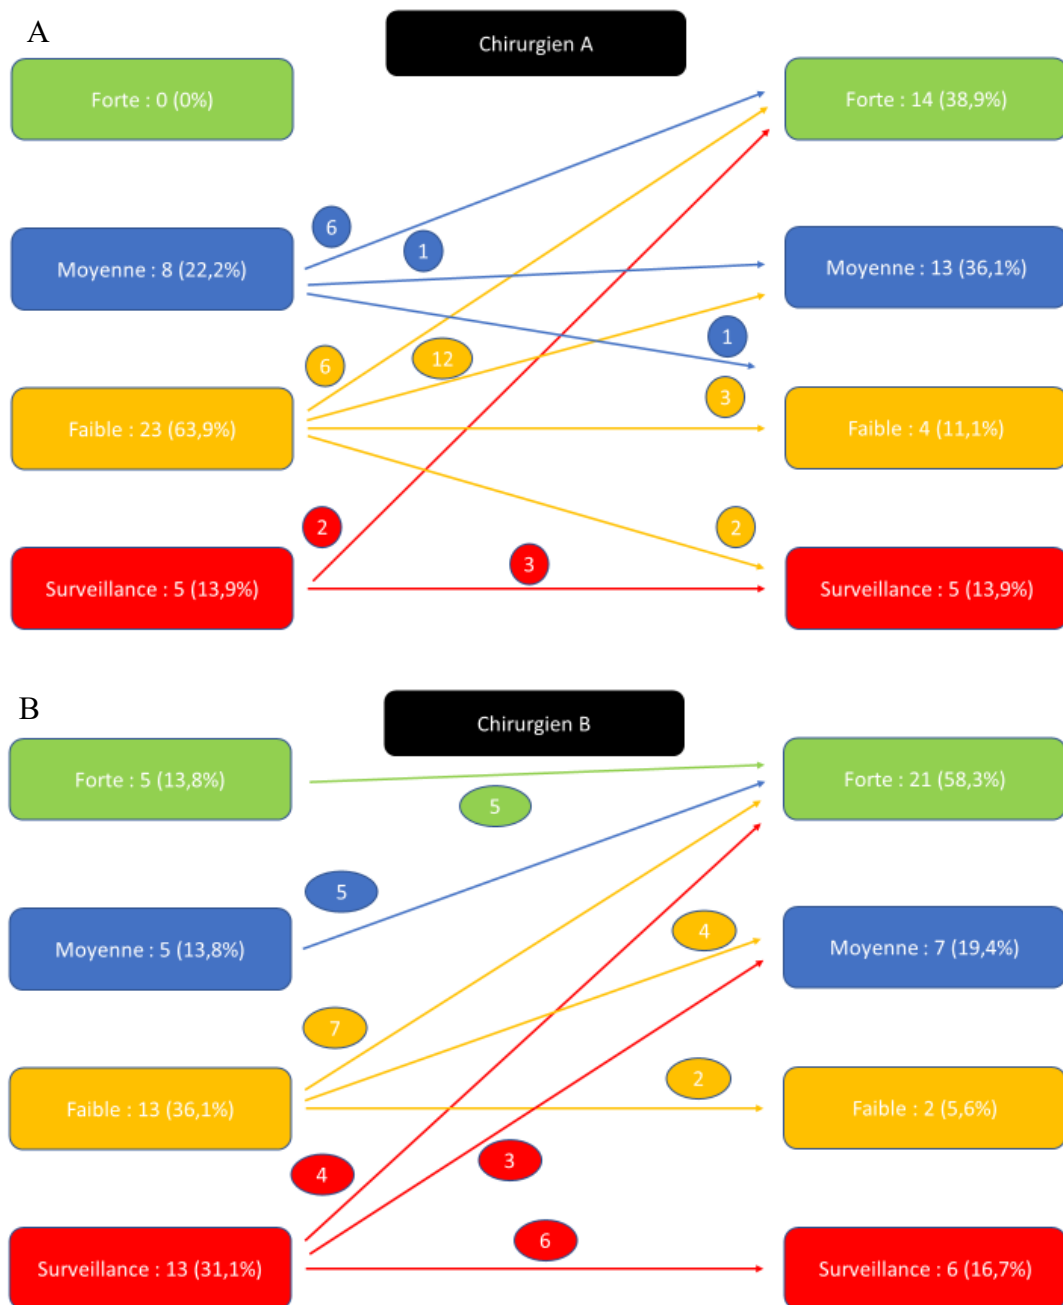 A
Chirurgien A
Forte : 0 (0%)
Forte : 14 (38,9%)
6
1
Moyenne : 8 (22,2%)
Moyenne : 13 (36,1%)
1
6
12
3
Faible : 23 (63,9%)
Faible : 4 (11,1%)
2
2
3
Surveillance : 5 (13,9%)
Surveillance : 5 (13,9%)
B
Chirurgien B
Forte : 5 (13,8%)
Forte : 21 (58,3%)
5
5
4
Moyenne : 5 (13,8%)
Moyenne : 7 (19,4%)
7
2
Faible : 13 (36,1%)
Faible : 2 (5,6%)
4
3
6
Surveillance : 13 (31,1%)
Surveillance : 6 (16,7%)